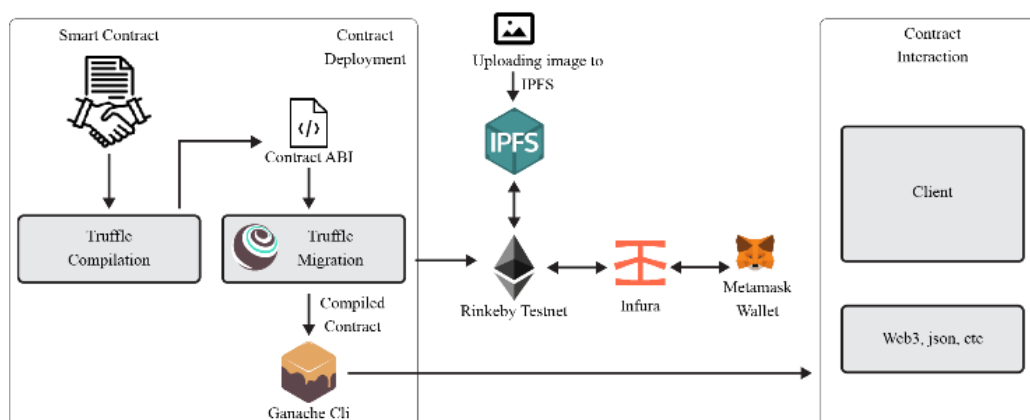 Smart Contract
Contract
Deployment
</>
Contract ABI
Truffle
Compilation
Truffle
Migration
Compiled
Contract
Ganache Cli
Uploading image to
IPFS
IPFS
Rinkeby Testnet
Infura
Metamask
Wallet
Contract
Interaction
Client
Web3, json, etc